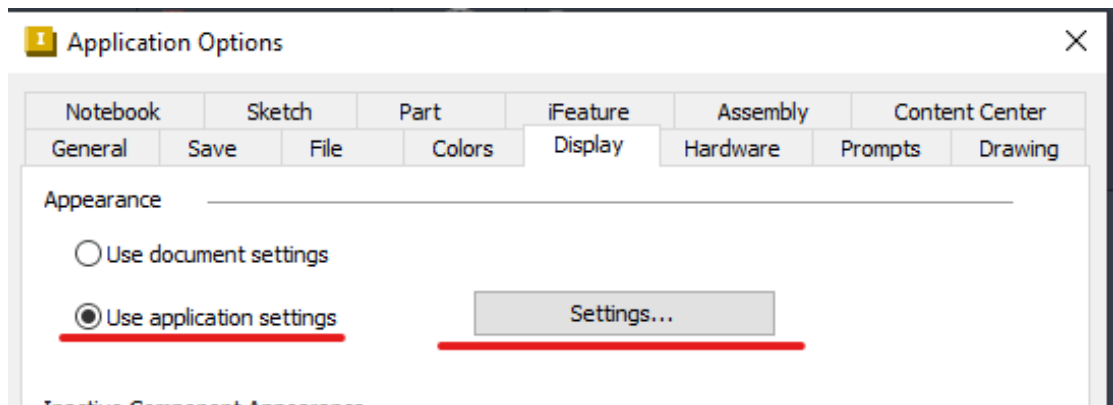 Application Options
Notebook Sketch Part iFeature Assembly Content Center
General Save File Colors Display Hardware Prompts Drawing
Appearance
Use document settings
Use application settings Settings...